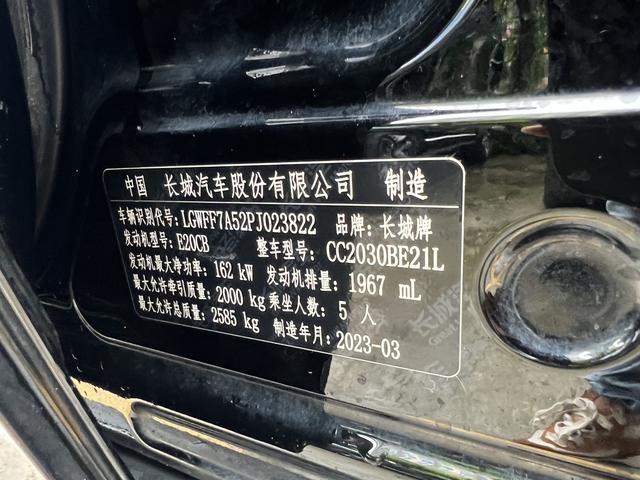 中国 长城汽车股份有限公司 制造
车辆识别代号: LGWFF7A52PJ023822 品牌: 长城牌
发动机型号: E20CB 整车型号: CC2030BE21L
发动机最大净功率: 162 kW 发动机排量: 1967 mL
最大允许牵引质量: 2000 kg 乘坐人数: 5 人
最大允许总质量: 2585 kg 制造年月: 2023-03